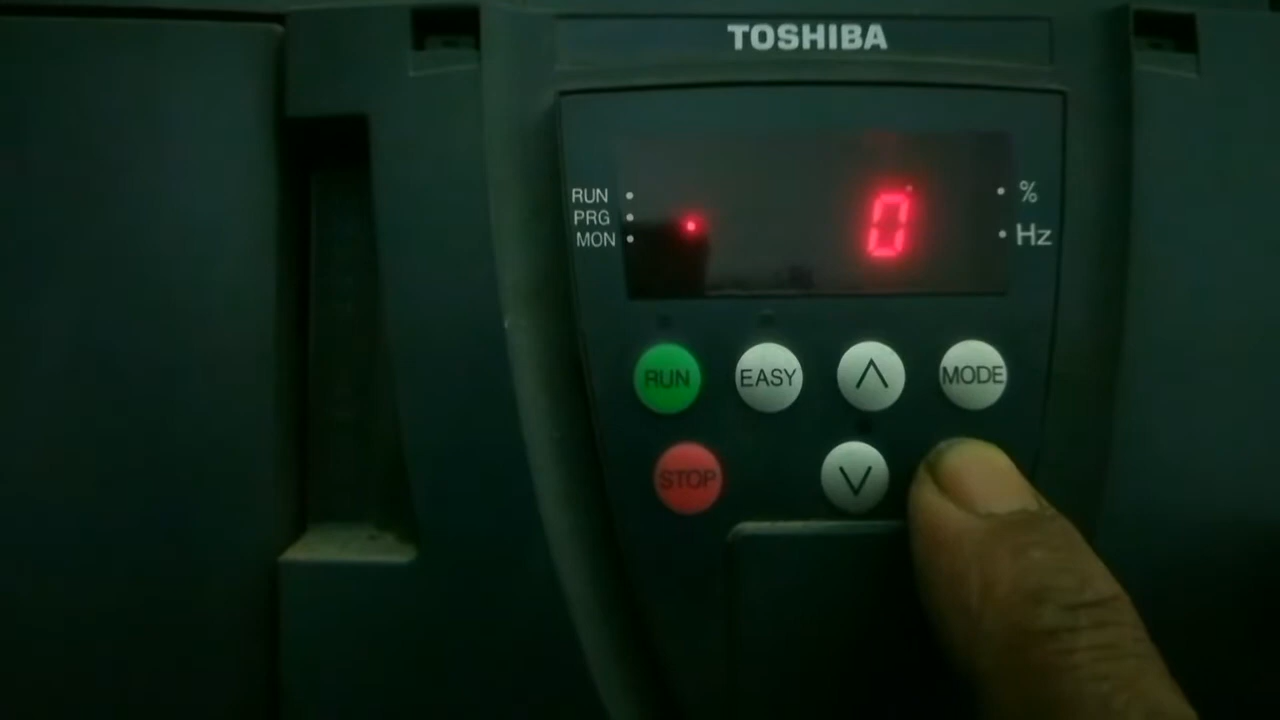 TOSHIBA
RUN
PRG
MON
0
%
Hz
RUN
EASY
MODE
STOP